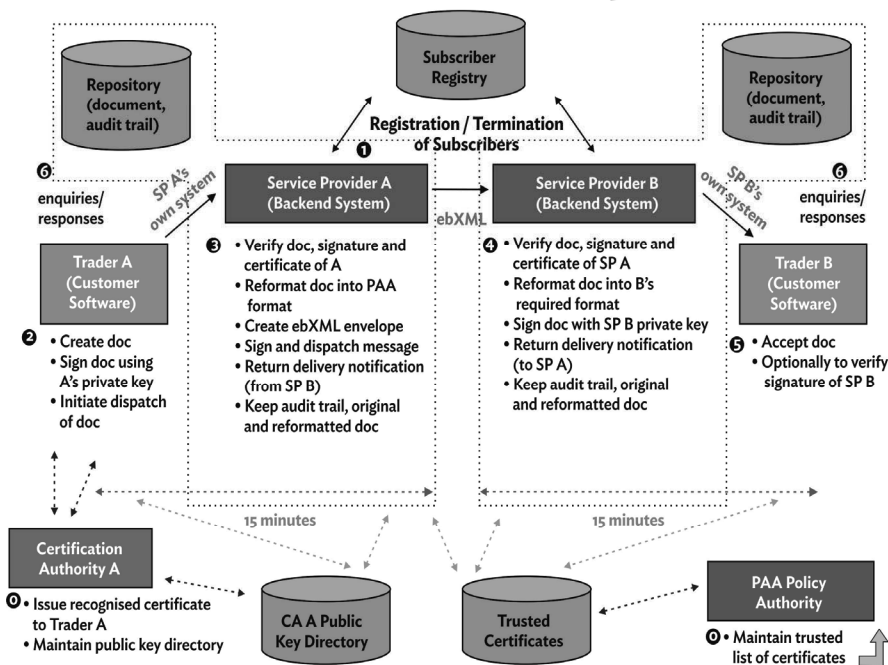 Subscriber
Registry
Repository
(document,
audit trail)
Repository
(document,
audit trail)
Registration / Termination
of Subscribers
❶
❻
enquiries/
responses
SP A's
own system
Service Provider A
(Backend System)
ebXML
Service Provider B
(Backend System)
SP B's
own system
❻
enquiries/
responses
Trader A
(Customer
Software)
❷ • Create doc
• Sign doc using
A's private key
• Initiate dispatch
of doc
❸ • Verify doc, signature and
certificate of A
• Reformat doc into PAA
format
• Create ebXML envelope
• Sign and dispatch message
• Return delivery notification
(from SP B)
• Keep audit trail, original
and reformatted doc
❹ • Verify doc, signature and
certificate of SP A
• Reformat doc into B's
required format
• Sign doc with SP B private key
• Return delivery notification
(to SP A)
• Keep audit trail, original
and reformatted doc
Trader B
(Customer
Software)
❺ • Accept doc
• Optionally to verify
signature of SP B
15 minutes
15 minutes
Certification
Authority A
⓿ • Issue recognised certificate
to Trader A
• Maintain public key directory
CA A Public
Key Directory
Trusted
Certificates
PAA Policy
Authority
⓿ • Maintain trusted
list of certificates